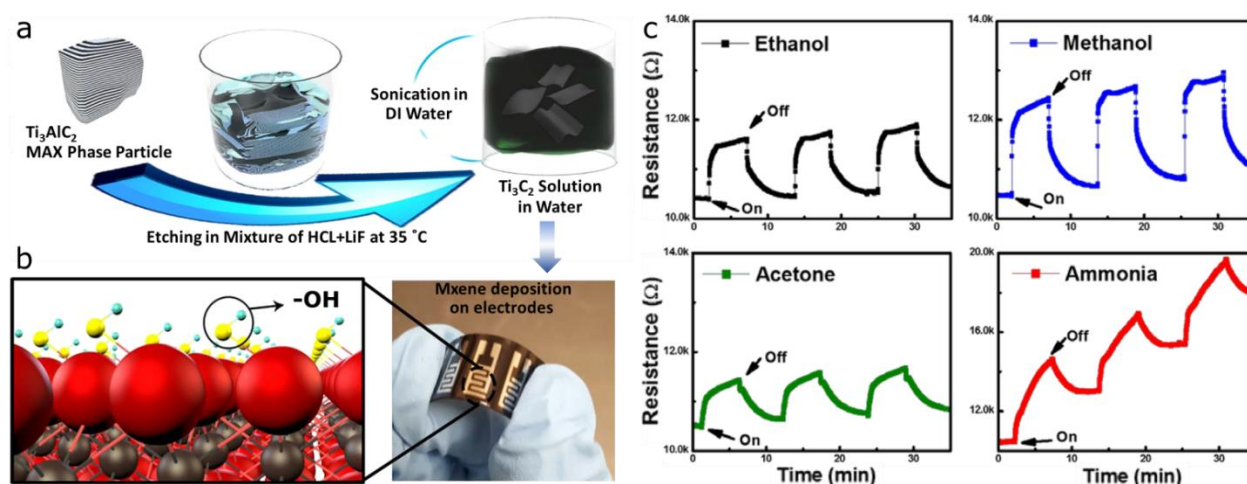 a
Ti₃AlC₂
MAX Phase Particle
Sonication in
DI Water
Etching in Mixture of HCL+LiF at 35 ˚C
Ti₃C₂ Solution
in Water
b
-OH
Mxene deposition
on electrodes
c
Resistance (Ω)
14.0k
12.0k
10.0k
Ethanol
Off
On
0
10
20
30
14.0k
12.0k
10.0k
Methanol
Off
On
0
10
20
30
Resistance (Ω)
14.0k
12.0k
10.0k
Acetone
Off
On
0
10
20
30
Time (min)
20.0k
16.0k
12.0k
Ammonia
Off
On
0
10
20
30
Time (min)